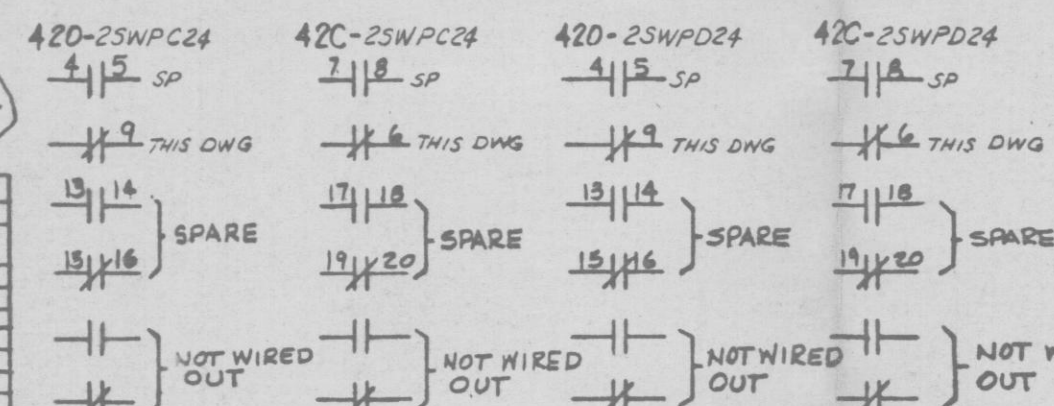 42O-2SWPC24 42C-2SWPC24 42O-2SWPD24 42C-2SWPD24
4 5 SP 7 8 SP 4 5 SP 7 8 SP
9 THIS DWG 6 THIS DWG 9 THIS DWG 6 THIS DWG
13 14 17 18 13 14 17 18
SPARE SPARE SPARE SPARE
15 16 19 20 15 16 19 20
NOT WIRED NOT WIRED NOT WIRED NOT W
OUT OUT OUT OUT